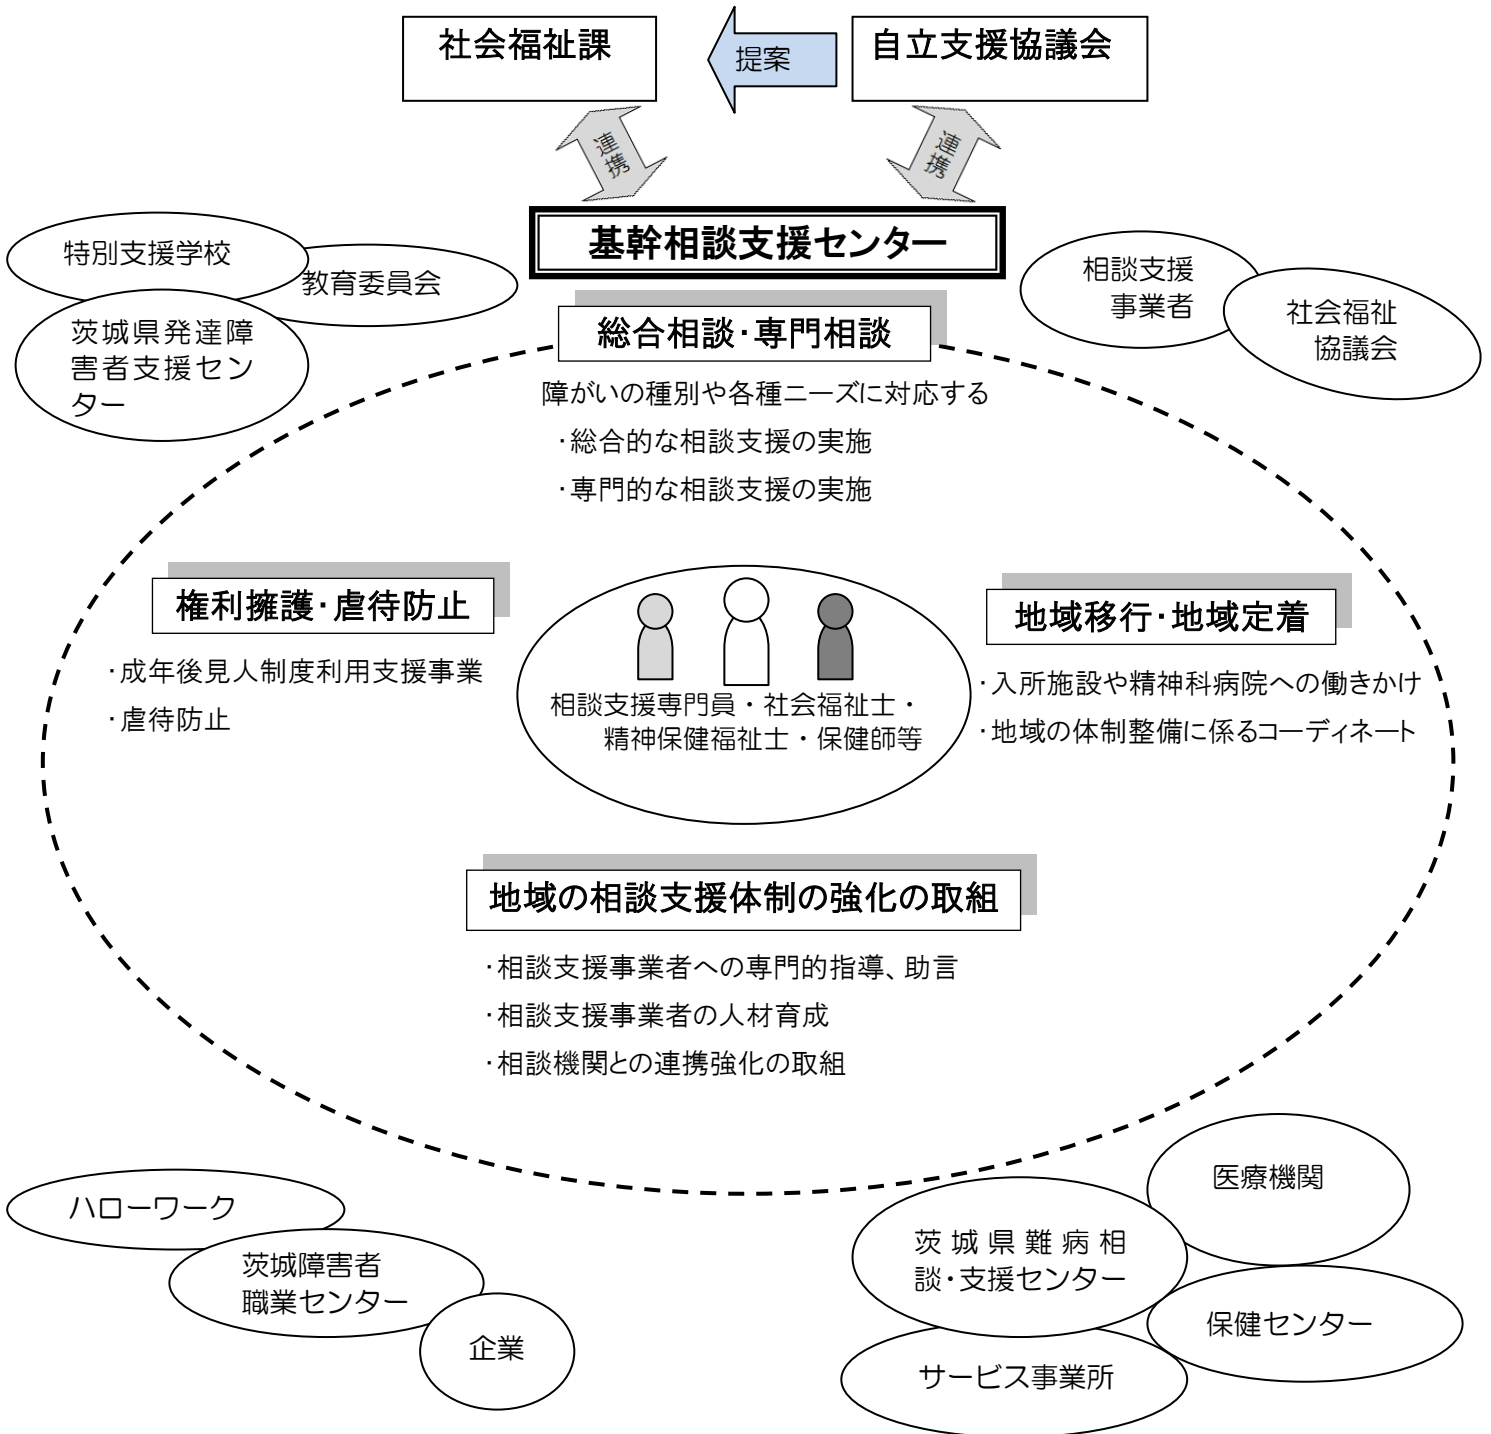 社会福祉課
提案
自立支援協議会
連携
連携
基幹相談支援センター
特別支援学校
教育委員会
茨城県発達障
害者支援セン
ター
相談支援
事業者
社会福祉
協議会
総合相談・専門相談
障がいの種別や各種ニーズに対応する
・総合的な相談支援の実施
・専門的な相談支援の実施
権利擁護・虐待防止
・成年後見人制度利用支援事業
・虐待防止
相談支援専門員・社会福祉士・
精神保健福祉士・保健師等
地域移行・地域定着
・入所施設や精神科病院への働きかけ
・地域の体制整備に係るコーディネート
地域の相談支援体制の強化の取組
・相談支援事業者への専門的指導、助言
・相談支援事業者の人材育成
・相談機関との連携強化の取組
ハローワーク
茨城障害者
職業センター
企業
医療機関
茨城県難病相
談・支援センター
保健センター
サービス事業所